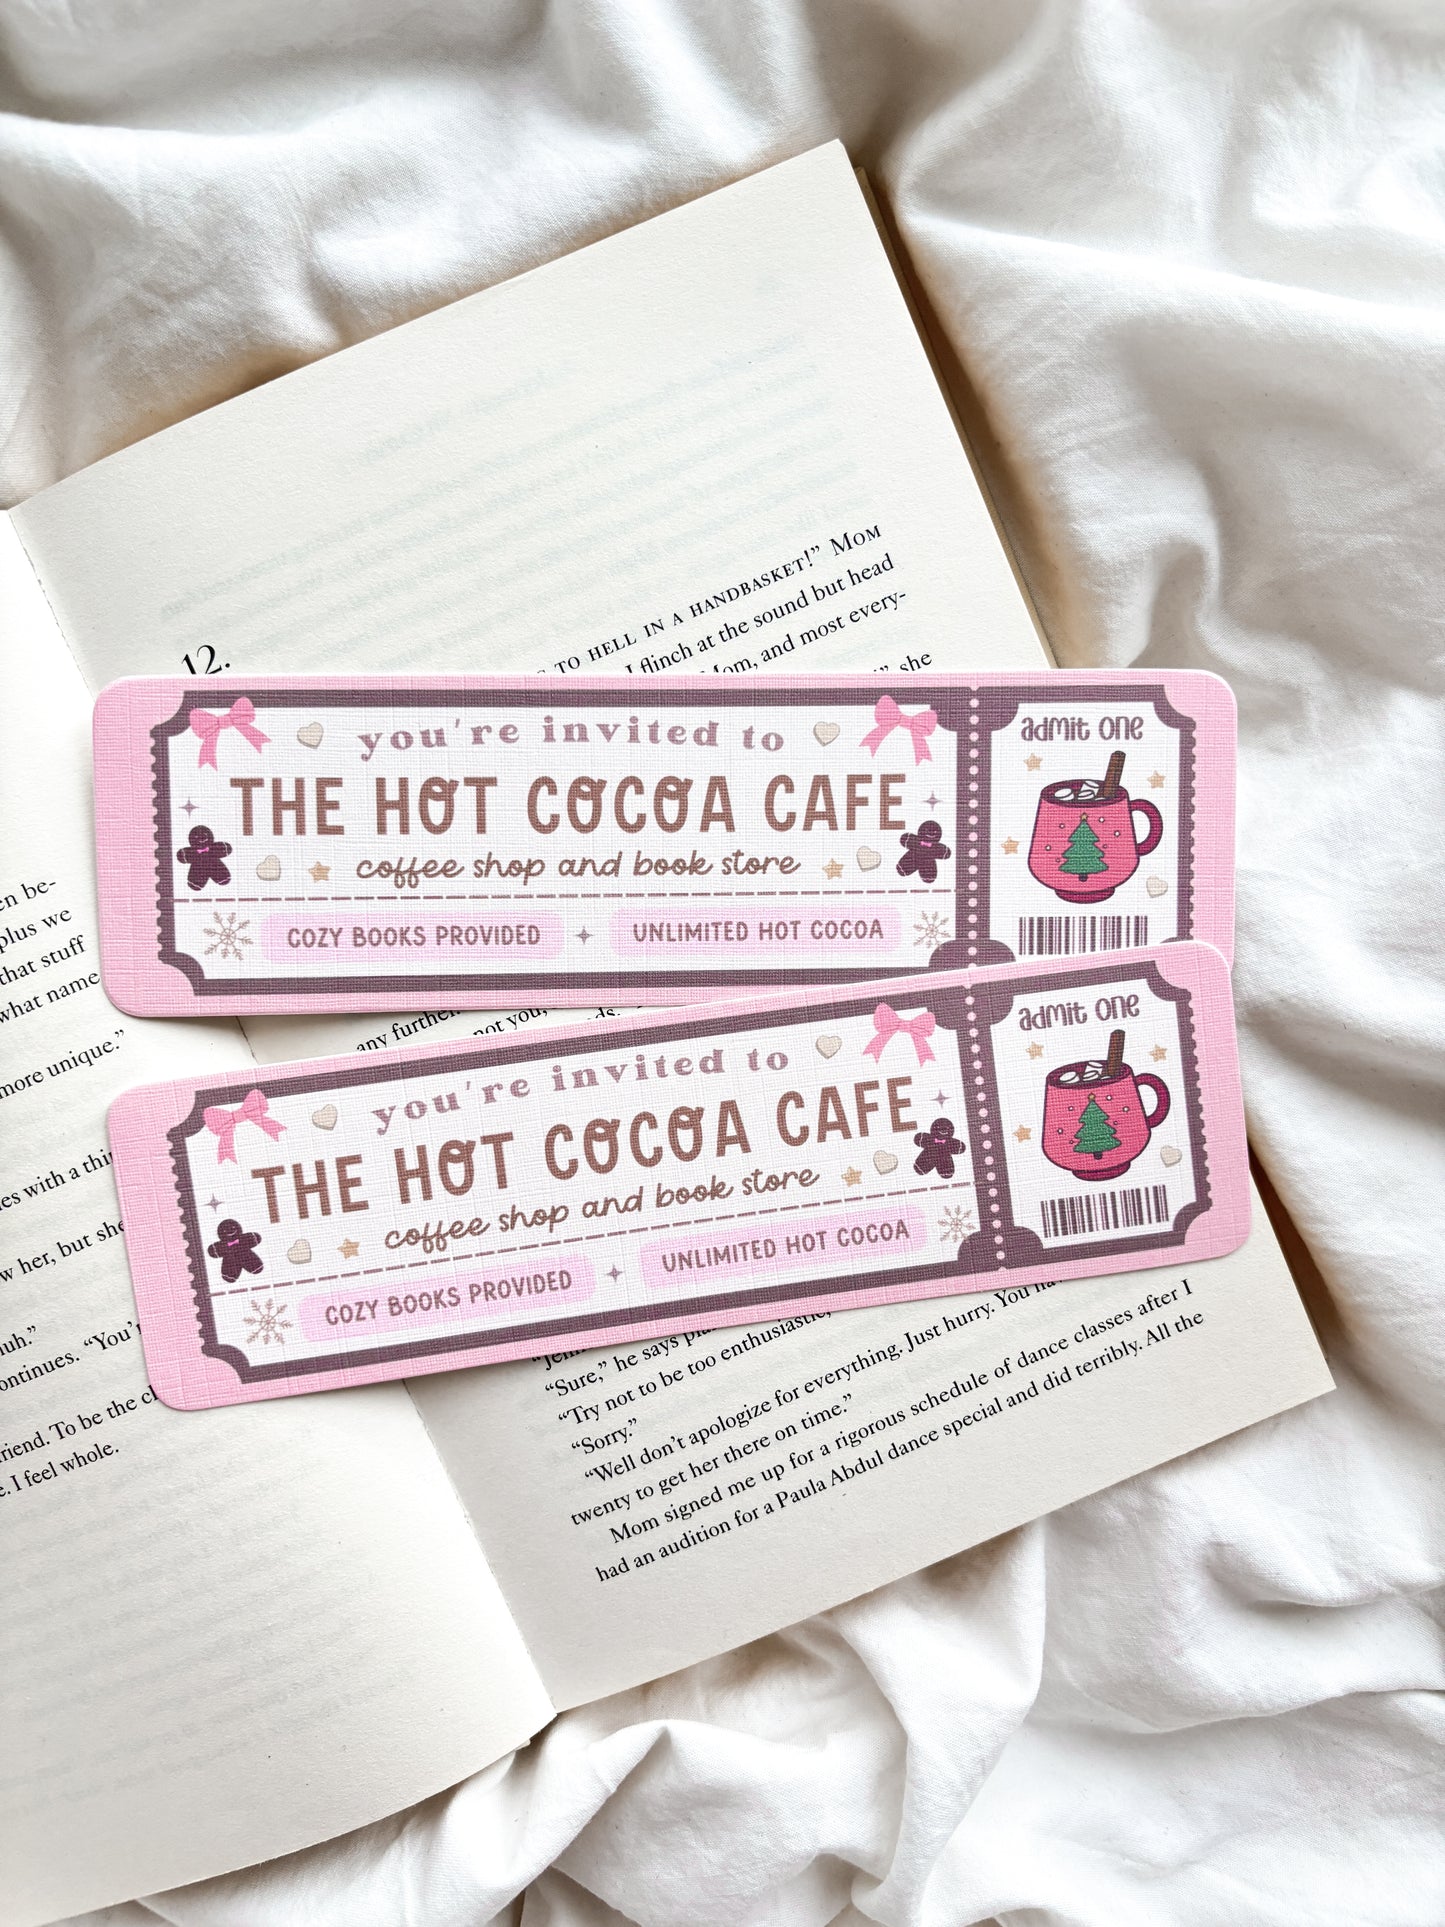 12.
TO HELL IN A HANDBASKET!” MOM
I flinch at the sound but head
Mom, and most every-
she
you're invited to
THE HOT COCOA CAFE
coffee shop and book store
COZY BOOKS PROVIDED
UNLIMITED HOT COCOA
admit one
en be-
plus we
that stuff
what name
more unique.”
any further
not you,
you're invited to
THE HOT COCOA CAFE
coffee shop and book store
COZY BOOKS PROVIDED
UNLIMITED HOT COCOA
admit one
with a
her, but she
continues. “You’
friend. To be the
I feel whole.
“Sure,” he says
“Try not to be too enthusiastic,
“Sorry.”
“Well don’t apologize for everything. Just hurry. You
twenty to get her there on time.”
Mom signed me up for a rigorous schedule of dance classes after I
had an audition for a Paula Abdul dance special and did terribly. All the